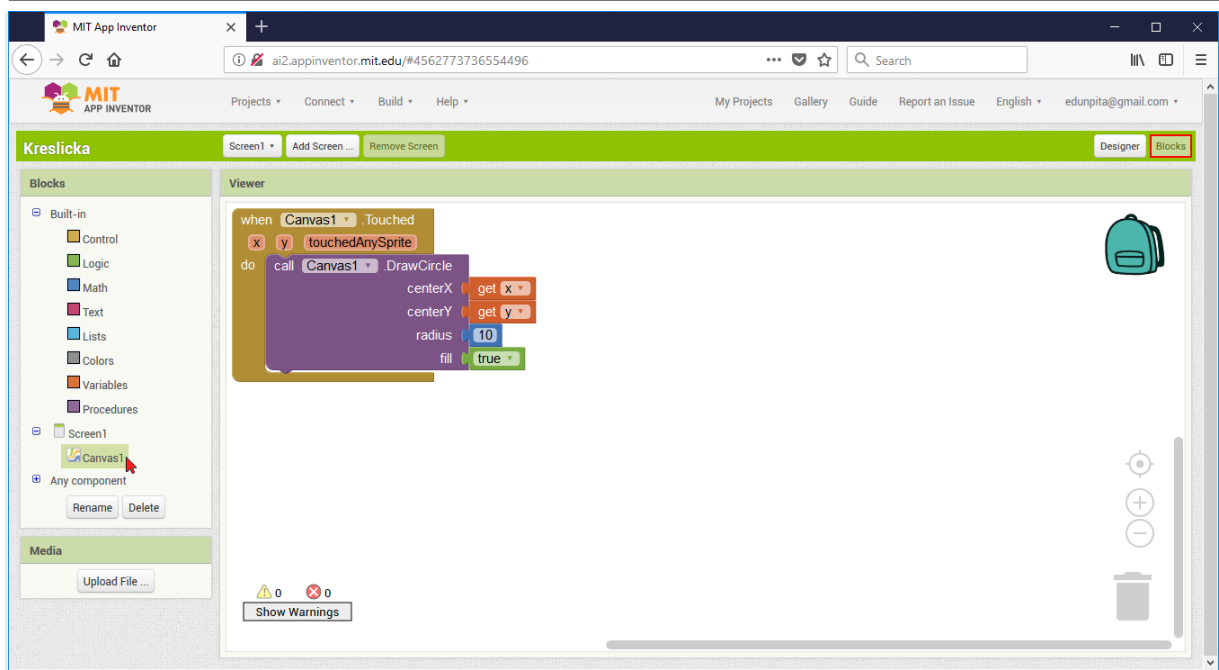 MIT App Inventor
ai2.appinventor.mit.edu/#4562773736554496
Search
MIT
APP INVENTOR
Projects Connect Build Help My Projects Gallery Guide Report an Issue English edunpita@gmail.com
Kreslicka Screen1 Add Screen ... Remove Screen Designer Blocks
Blocks
Viewer
Built-in
Control
Logic
Math
Text
Lists
Colors
Variables
Procedures
Screen1
Canvas1
Any component
Rename Delete
Media
Upload File ...
when Canvas1 .Touched
x y touchedAnySprite
do call Canvas1 .DrawCircle
centerX get x
centerY get y
radius 10
fill true
0 0
Show Warnings